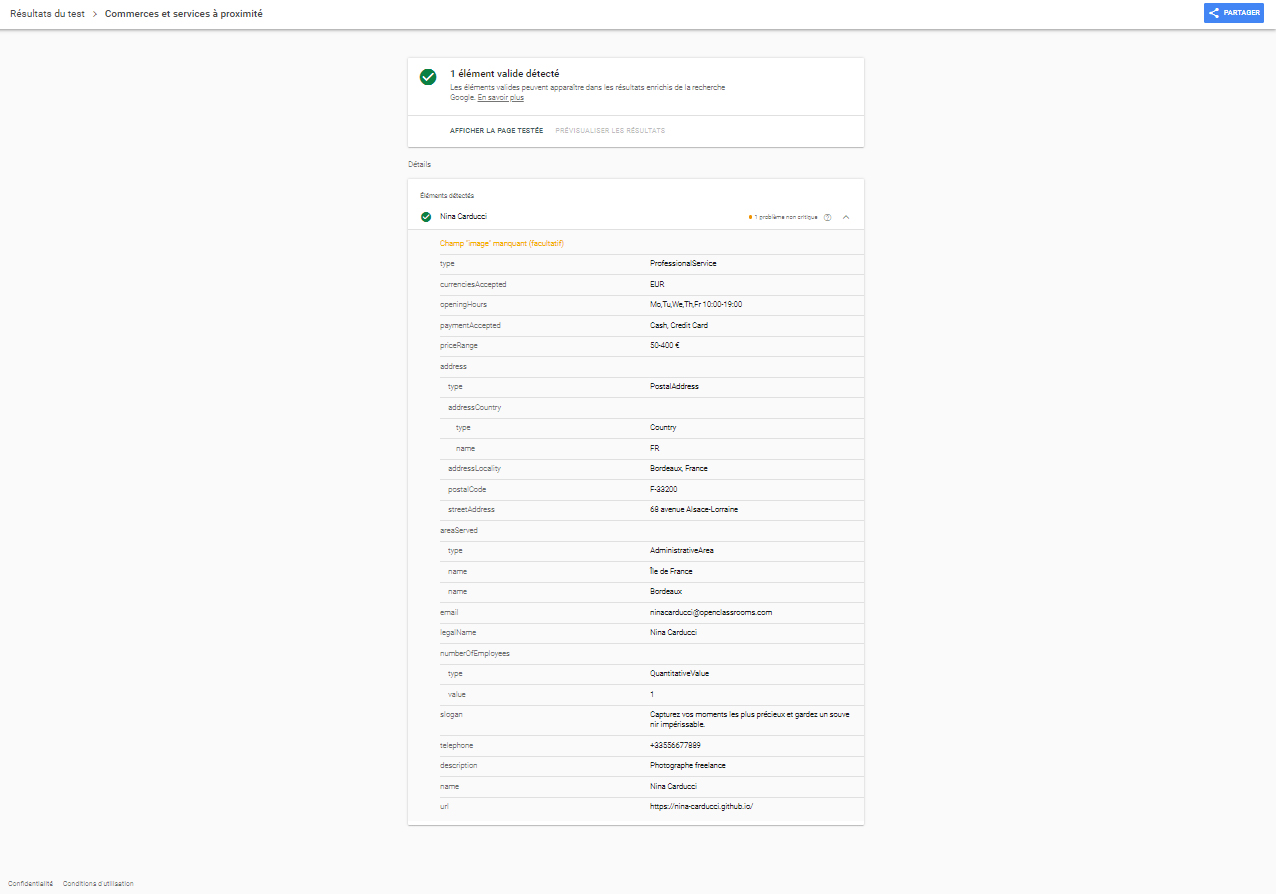 Résultats du test > Commerces et services à proximité
PARTAGER
1 élément valide détecté
Les éléments valides peuvent apparaître dans les résultats enrichis de la recherche
Google. En savoir plus
AFFICHER LA PAGE TESTÉE PRÉVISUALISER LES RÉSULTATS
Détails
Éléments détectés
Nina Carducci 1 problème non critique
Champ "image" manquant (facultatif)
type ProfessionalService
currenciesAccepted EUR
openingHours Mo,Tu,We,Th,Fr 10:00-19:00
paymentAccepted Cash, Credit Card
priceRange 50-400 €
address
type PostalAddress
addressCountry
type Country
name FR
addressLocality Bordeaux, France
postalCode F-33200
streetAddress 68 avenue Alsace-Lorraine
areaServed
type AdministrativeArea
name Île de France
name Bordeaux
email ninacarducci@openclassrooms.com
legalName Nina Carducci
numberOfEmployees
type QuantitativeValue
value 1
slogan Capturez vos moments les plus précieux et gardez un souve
nir impérissable.
telephone +33556677889
description Photographe freelance
name Nina Carducci
url https://nina-carducci.github.io/
Confidentialité Conditions d'utilisation